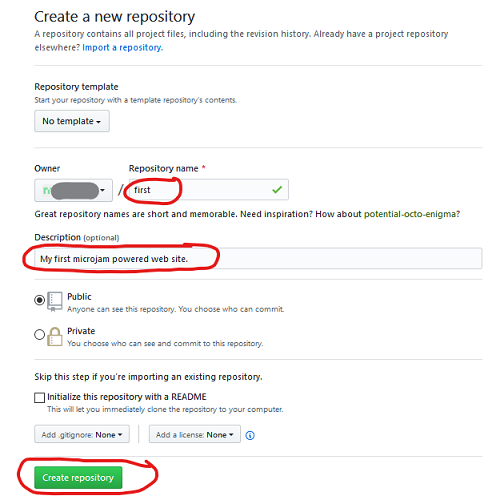 Create a new repository
A repository contains all project files, including the revision history. Already have a project repository
elsewhere? Import a repository.
Repository template
Start your repository with a template repository's contents.
No template
Owner
Repository name *
/
first
Great repository names are short and memorable. Need inspiration? How about potential-octo-enigma?
Description (optional)
My first microjam powered web site.
Public
Anyone can see this repository. You choose who can commit.
Private
You choose who can see and commit to this repository.
Skip this step if you're importing an existing repository.
Initialize this repository with a README
This will let you immediately clone the repository to your computer.
Add .gitignore: None
Add a license: None
Create repository